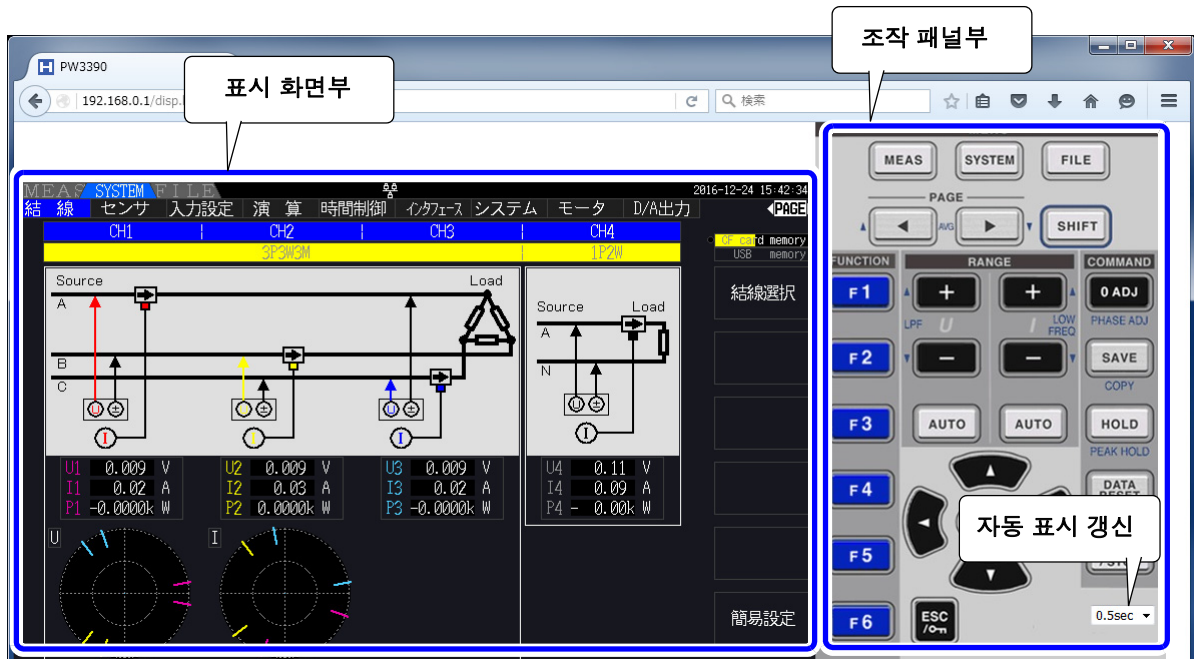 조작 패널부
PW3390
표시 화면부
192.168.0.1/disp.
検索
MEAS SYSTEM FILE
2016-12-24 15:42:34
結 線 センサ 入力設定 演 算 時間制御 インタフェース システム モータ D/A出力 PAGE
CH1 CH2 CH3 CH4
3P3W3M 1P2W
CF card memory
USB memory
Source Load
A
B
C
U ± U ± U ±
I I I
Source Load
A
N
U ±
I
U1 0.009 V U2 0.009 V U3 0.009 V U4 0.11 V
I1 0.02 A I2 0.03 A I3 0.02 A I4 0.09 A
P1 -0.0000k W P2 0.0000k W P3 -0.0000k W P4 - 0.00k W
U I
結線選択
簡易設定
MEAS SYSTEM FILE
PAGE
AVG SHIFT
FUNCTION RANGE COMMAND
F1 + + 0 ADJ
LPF U I LOW FREQ PHASE ADJ
F2 - - SAVE
COPY
F3 AUTO AUTO HOLD
PEAK HOLD
F4 DATA
자동 표시 갱신
F5
F6 ESC 0.5sec